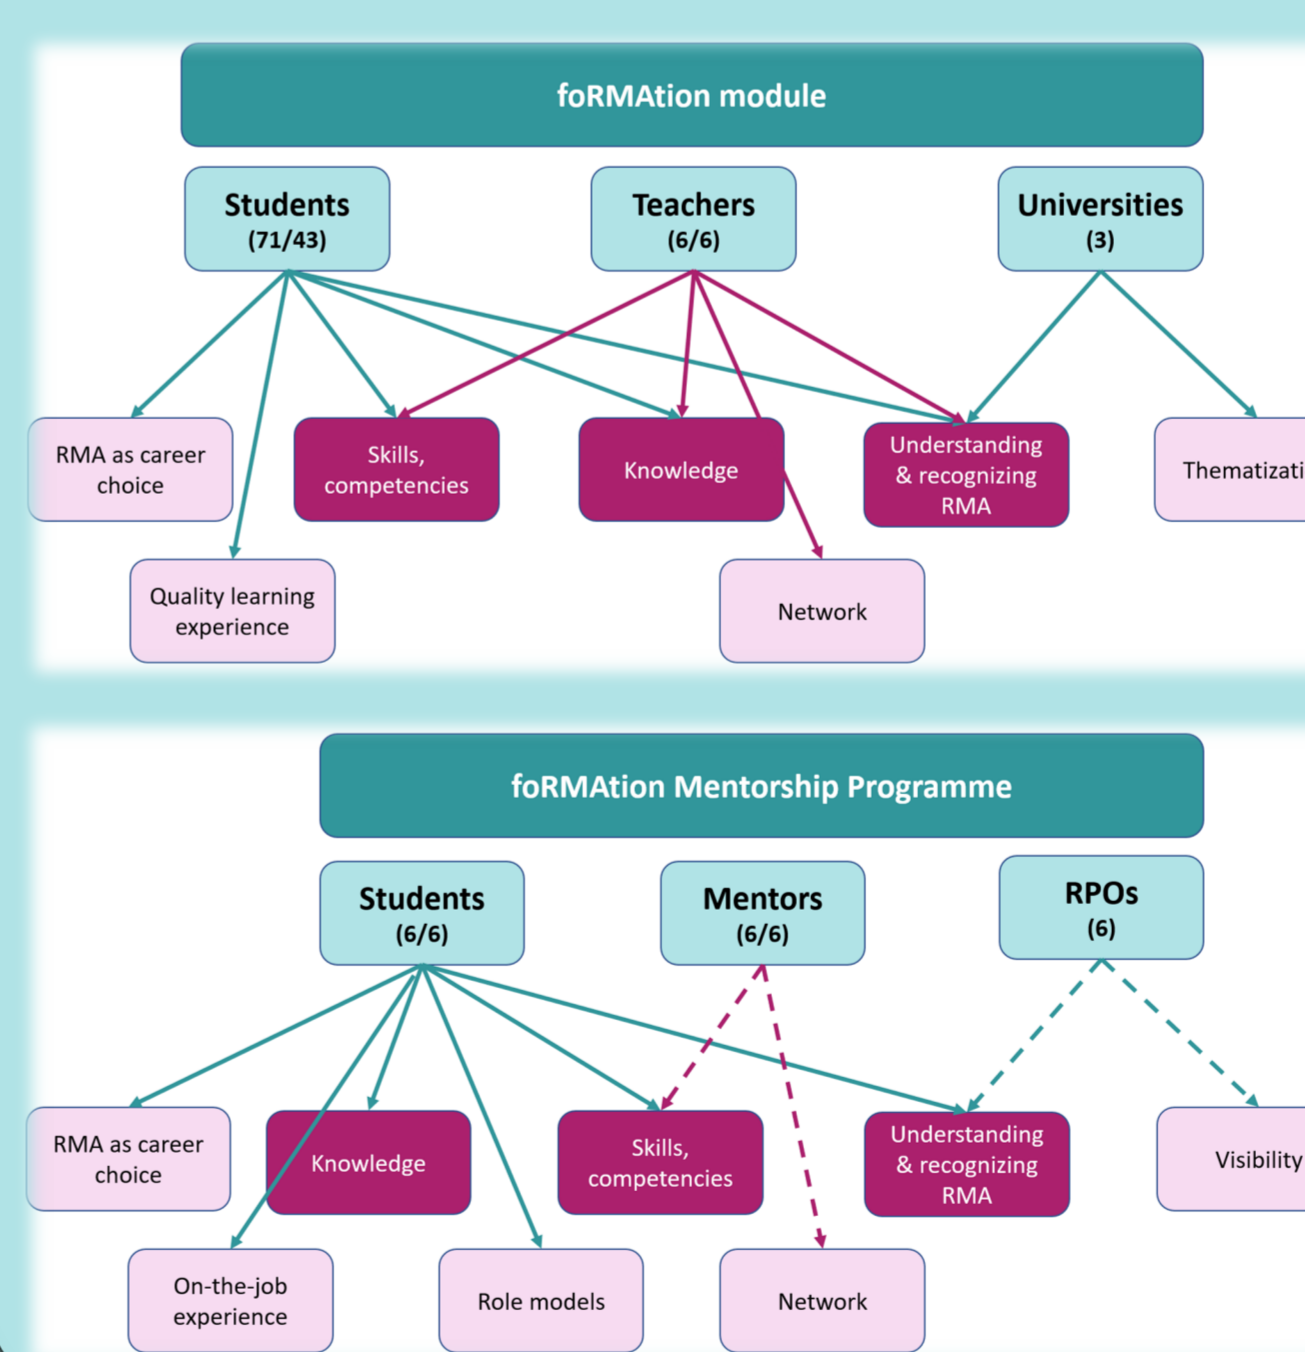 foRMAtion module
Students
(71/43)
Teachers
(6/6)
Universities
(3)
RMA as career
choice
Skills,
competencies
Knowledge
Understanding
& recognizing
RMA
Thematizati
Quality learning
experience
Network
foRMAtion Mentorship Programme
Students
(6/6)
Mentors
(6/6)
RPOs
(6)
RMA as career
choice
Knowledge
Skills,
competencies
Understanding
& recognizing
RMA
Visibility
On-the-job
experience
Role models
Network